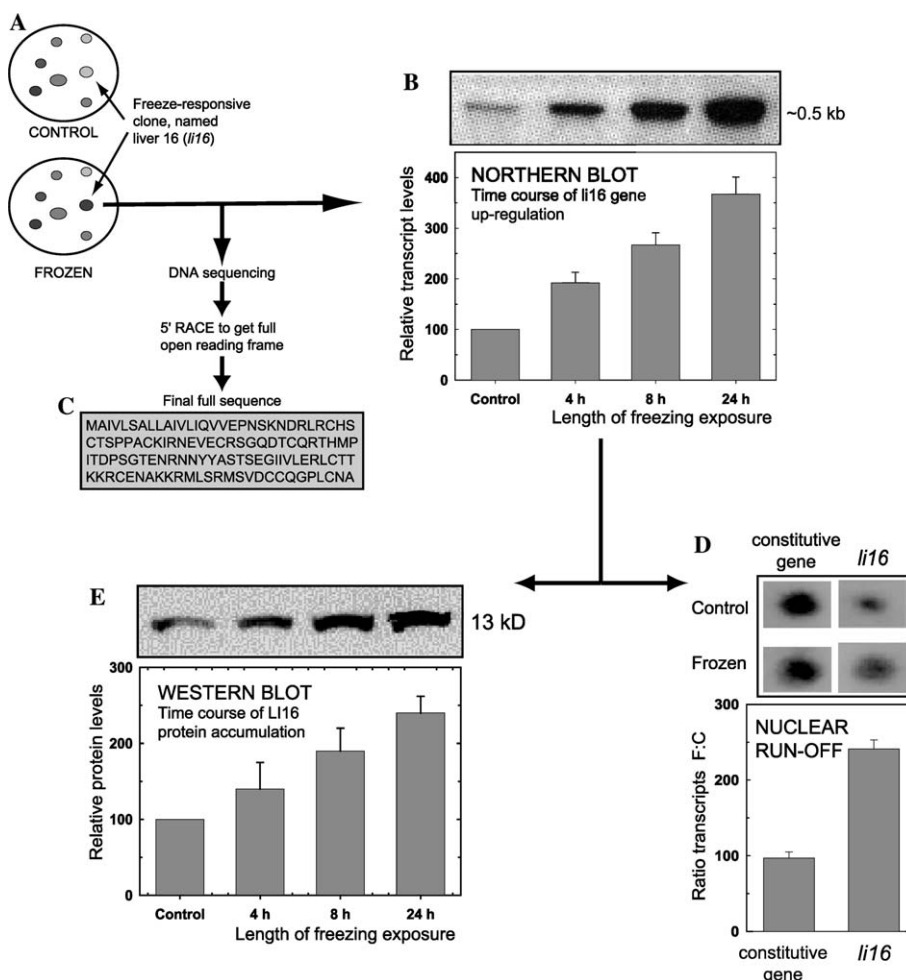 A
CONTROL
Freeze-responsive
clone, named
liver 16 (li16)
FROZEN
DNA sequencing
5' RACE to get full
open reading frame
Final full sequence
C
MAIVLSALLAIVLIQVVEPNSKNDRLRCHS
CTSPPACKIRNEVECRSGQDTCQRTHMP
ITDPSGTENRNNYYASTSEGIIVLERLCTT
KKRCENAKKRMLSRMSVDCCQGPLCNA
B
~0.5 kb
NORTHERN BLOT
Time course of li16 gene
up-regulation
Relative transcript levels
400
300
200
100
0
Control
4 h
8 h
24 h
Length of freezing exposure
D
constitutive
gene
li16
Control
Frozen
NUCLEAR
RUN-OFF
Ratio transcripts F:C
300
200
100
0
constitutive
gene
li16
E
13 kD
WESTERN BLOT
Time course of LI16
protein accumulation
Relative protein levels
300
200
100
0
Control
4 h
8 h
24 h
Length of freezing exposure